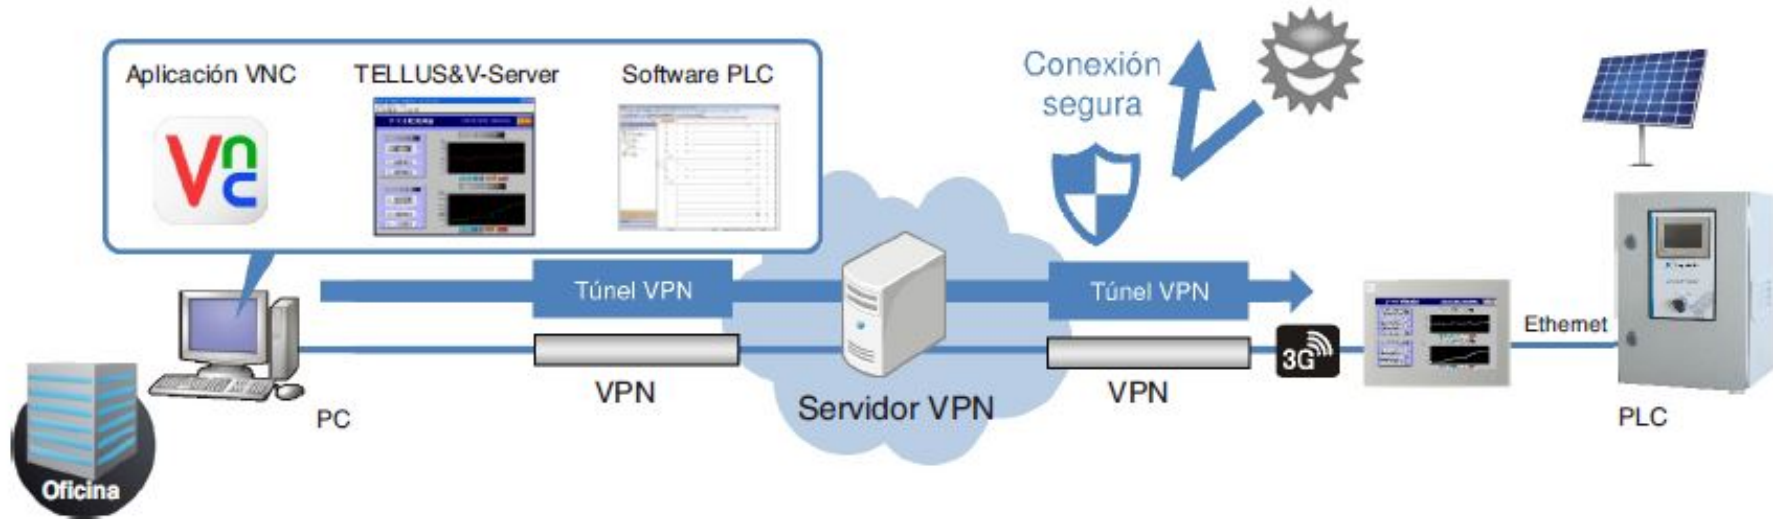 Aplicación VNC
TELLUS&V-Server
Software PLC
Vnc
Conexión
segura
Túnel VPN
Túnel VPN
3G
Ethernet
VPN
VPN
Servidor VPN
PC
PLC
Oficina